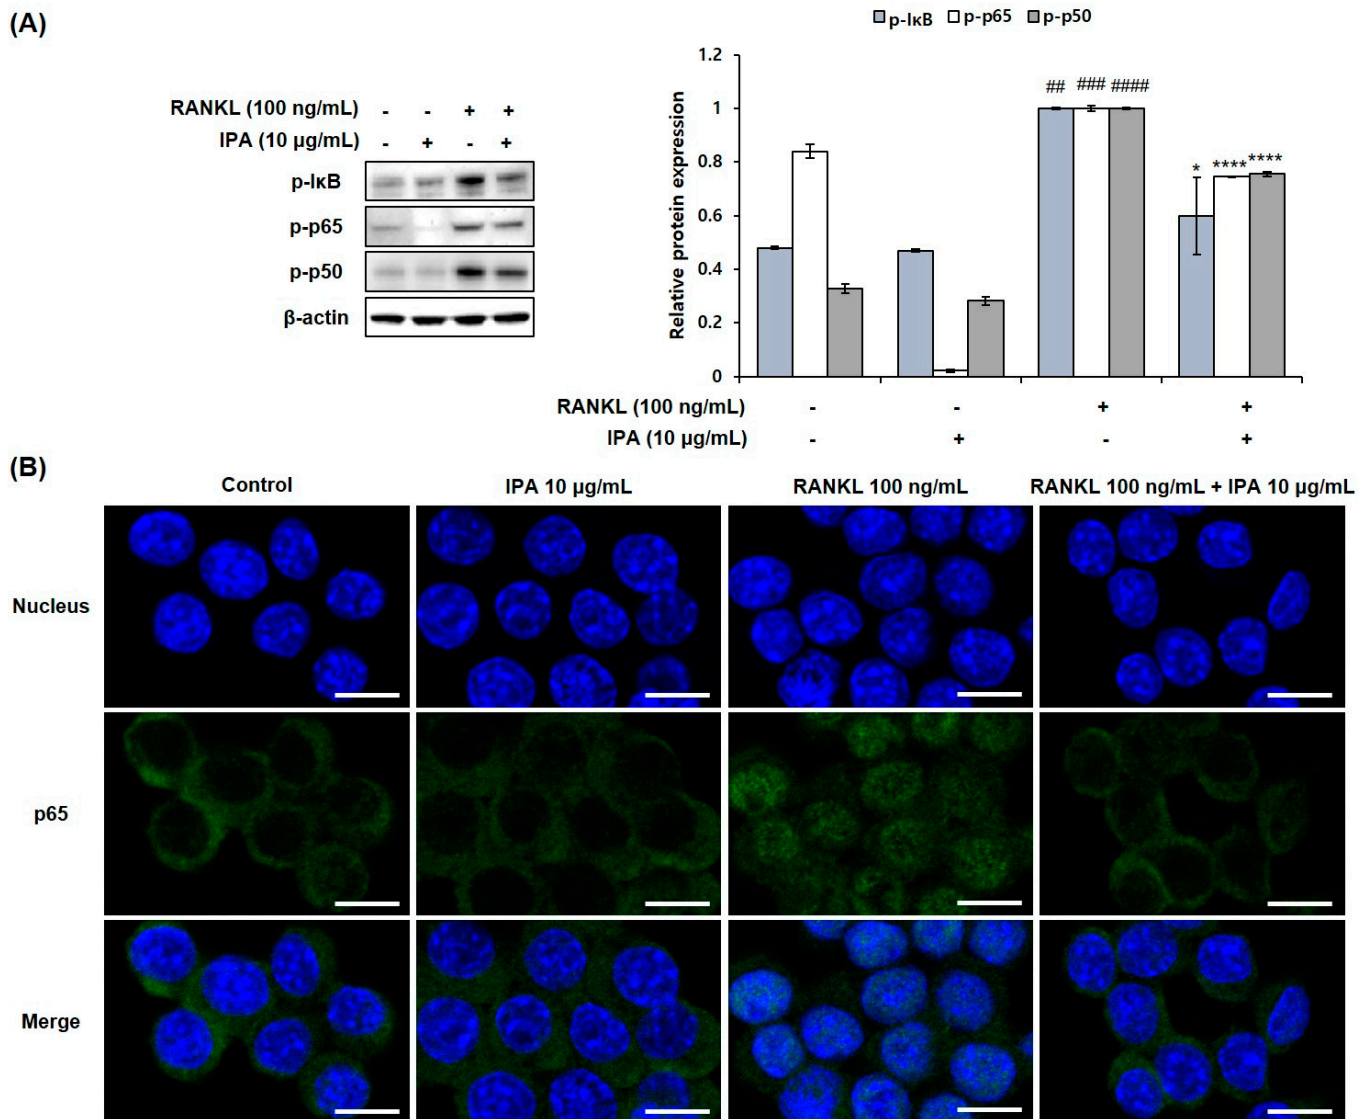 (A)
RANKL (100 ng/mL) - - + +
IPA (10 μg/mL) - + - +
p-IκB
p-p65
p-p50
β-actin
p-IκB p-p65 p-p50
Relative protein expression
1.2
1
0.8
0.6
0.4
0.2
0
## ### ####
* **** ****
RANKL (100 ng/mL) - - + +
IPA (10 μg/mL) - + - +
(B)
Control IPA 10 μg/mL RANKL 100 ng/mL RANKL 100 ng/mL + IPA 10 μg/mL
Nucleus
p65
Merge